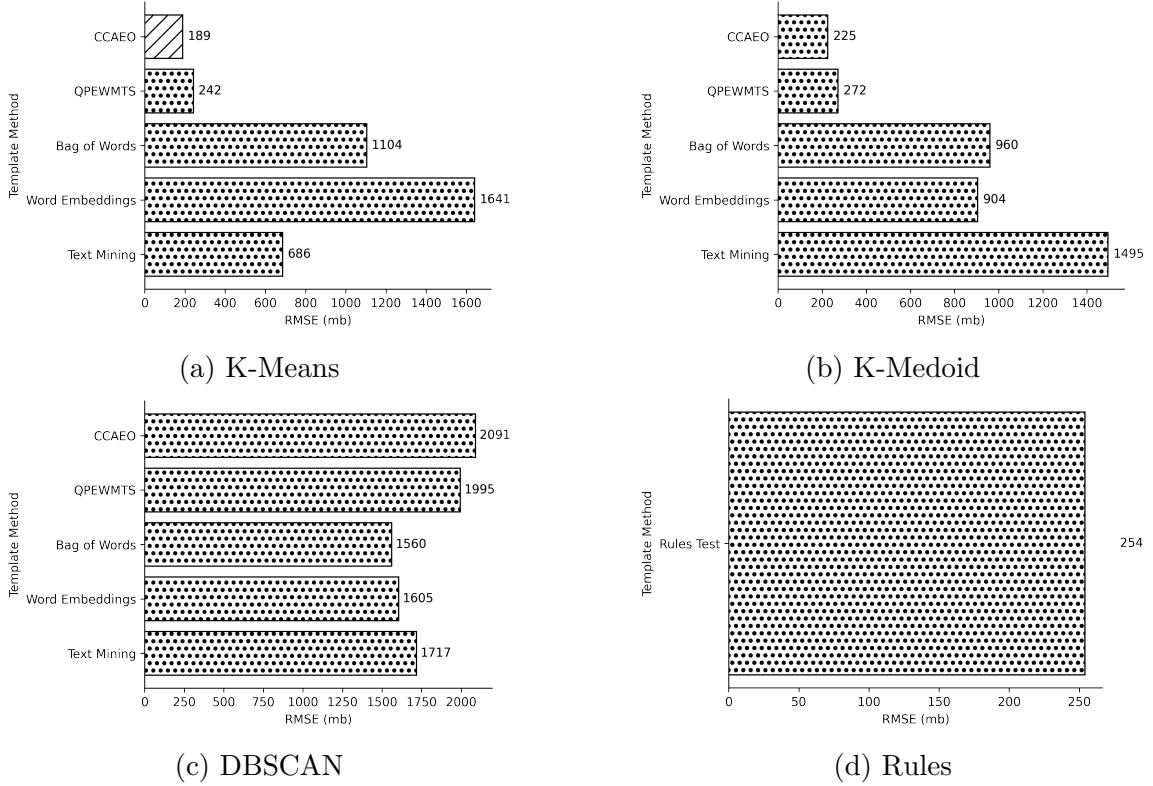 CCAEO
189
QPEWMTS
242
Bag of Words
1104
Word Embeddings
1641
Text Mining
686
Template Method
0 200 400 600 800 1000 1200 1400 1600
RMSE (mb)
(a) K-Means
CCAEO
225
QPEWMTS
272
Bag of Words
960
Word Embeddings
904
Text Mining
1495
Template Method
0 200 400 600 800 1000 1200 1400
RMSE (mb)
(b) K-Medoid
CCAEO
2091
QPEWMTS
1995
Bag of Words
1560
Word Embeddings
1605
Text Mining
1717
Template Method
0 250 500 750 1000 1250 1500 1750 2000
RMSE (mb)
(c) DBSCAN
Rules Test
254
Template Method
0 50 100 150 200 250
RMSE (mb)
(d) Rules